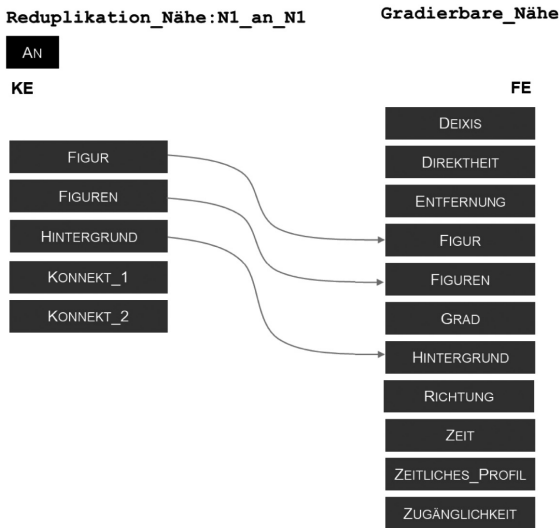 Reduplikation_Nähe:N1_an_N1
Gradierbare_Nähe
AN
KE
FE
FIGUR
FIGUREN
HINTERGRUND
KONNEKT_1
KONNEKT_2
DEIXIS
DIREKTHEIT
ENTFERNUNG
FIGUR
FIGUREN
GRAD
HINTERGRUND
RICHTUNG
ZEIT
ZEITLICHES_PROFIL
ZUGÄNGLICHKEIT